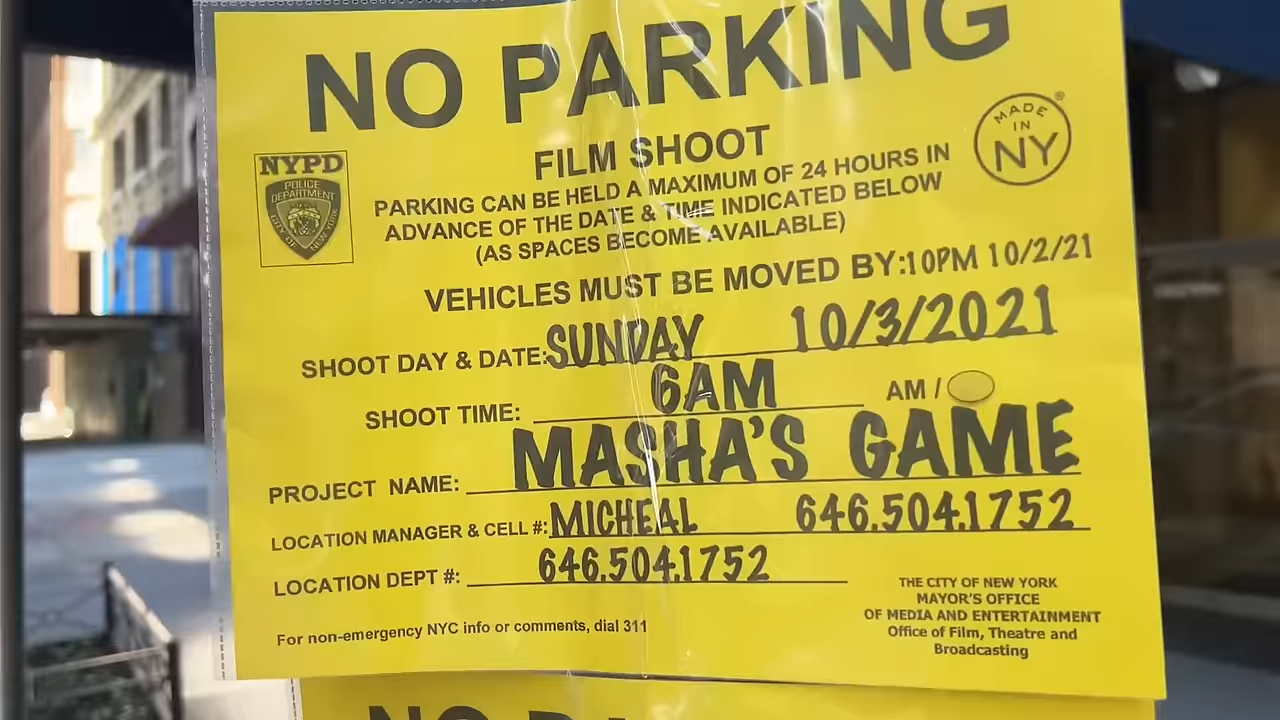 NO PARKING
FILM SHOOT
MADE
IN
NY
®
NYPD
POLICE
DEPARTMENT
CITY OF NEW YORK
PARKING CAN BE HELD A MAXIMUM OF 24 HOURS IN
ADVANCE OF THE DATE & TIME INDICATED BELOW
(AS SPACES BECOME AVAILABLE)
VEHICLES MUST BE MOVED BY:10PM 10/2/21
SHOOT DAY & DATE:SUNDAY 10/3/2021
SHOOT TIME: 6AM AM /
PROJECT NAME: MASHA'S GAME
LOCATION MANAGER & CELL #:MICHEAL 646.504.1752
LOCATION DEPT #: 646.504.1752
THE CITY OF NEW YORK
MAYOR'S OFFICE
OF MEDIA AND ENTERTAINMENT
Office of Film, Theatre and
Broadcasting
For non-emergency NYC info or comments, dial 311